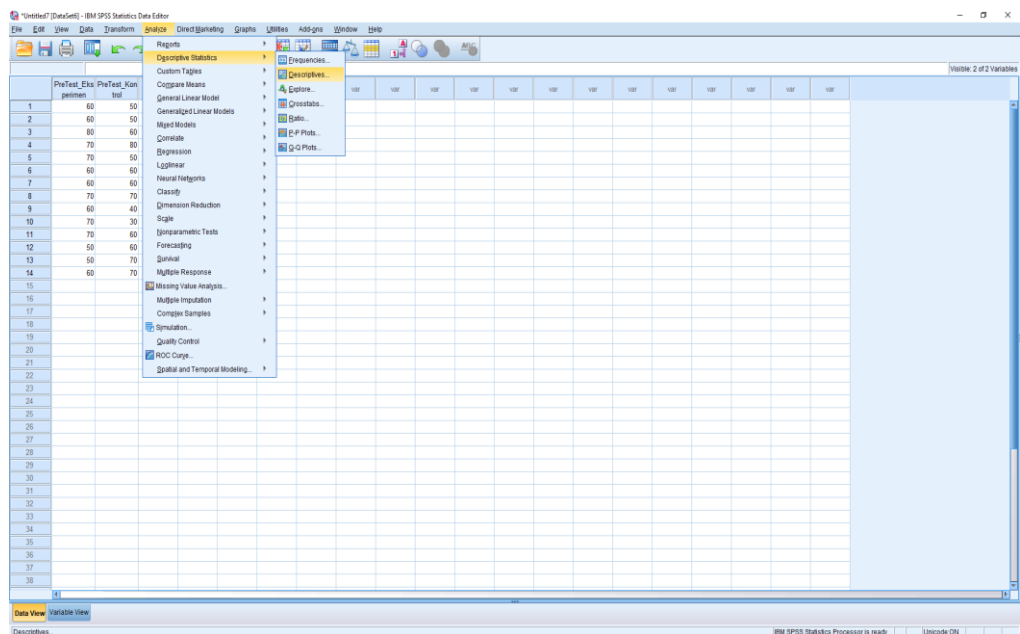 *Untitled7 [DataSet6] - IBM SPSS Statistics Data Editor
File Edit View Data Transform Analyze Direct Marketing Graphs Utilities Add-ons Window Help
Visible: 2 of 2 Variables
Reports
Descriptive Statistics
Custom Tables
Compare Means
General Linear Model
Generalized Linear Models
Mixed Models
Correlate
Regression
Loglinear
Neural Networks
Classify
Dimension Reduction
Scale
Nonparametric Tests
Forecasting
Survival
Multiple Response
Missing Value Analysis...
Multiple Imputation
Complex Samples
Simulation...
Quality Control
ROC Curve...
Spatial and Temporal Modeling...
Frequencies...
Descriptives...
Explore...
Crosstabs...
Ratio...
P-P Plots...
Q-Q Plots...
PreTest_Eks PreTest_Kon var var var var var var var var var var var var var
perimen trol
1 60 50
2 60 50
3 80 60
4 70 80
5 70 50
6 60 60
7 60 60
8 70 70
9 60 40
10 70 30
11 70 60
12 50 60
13 50 70
14 60 70
15
16
17
18
19
20
21
22
23
24
25
26
27
28
29
30
31
32
33
34
35
36
37
38
Data View Variable View
Descriptives... IBM SPSS Statistics Processor is ready Unicode:ON